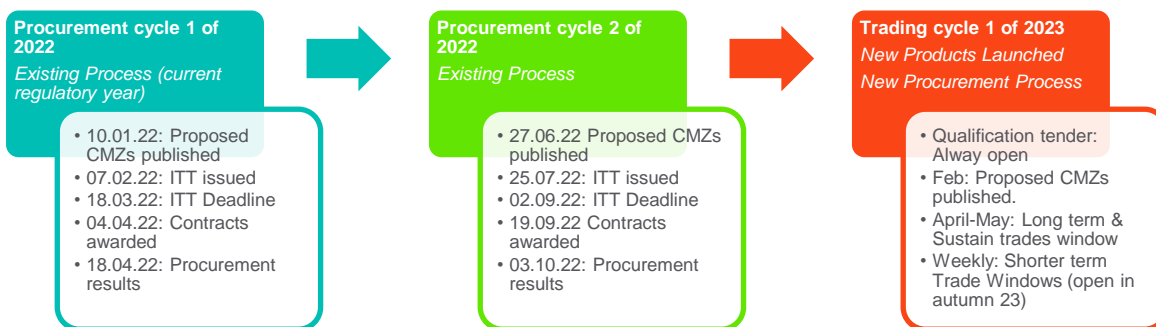 Procurement cycle 1 of
2022
Existing Process (current
regulatory year)
• 10.01.22: Proposed
CMZs published
• 07.02.22: ITT issued
• 18.03.22: ITT Deadline
• 04.04.22: Contracts
awarded
• 18.04.22: Procurement
results
Procurement cycle 2 of
2022
Existing Process
• 27.06.22 Proposed CMZs
published
• 25.07.22: ITT issued
• 02.09.22: ITT Deadline
• 19.09.22 Contracts
awarded
• 03.10.22: Procurement
results
Trading cycle 1 of 2023
New Products Launched
New Procurement Process
• Qualification tender:
Alway open
• Feb: Proposed CMZs
published.
• April-May: Long term &
Sustain trades window
• Weekly: Shorter term
Trade Windows (open in
autumn 23)